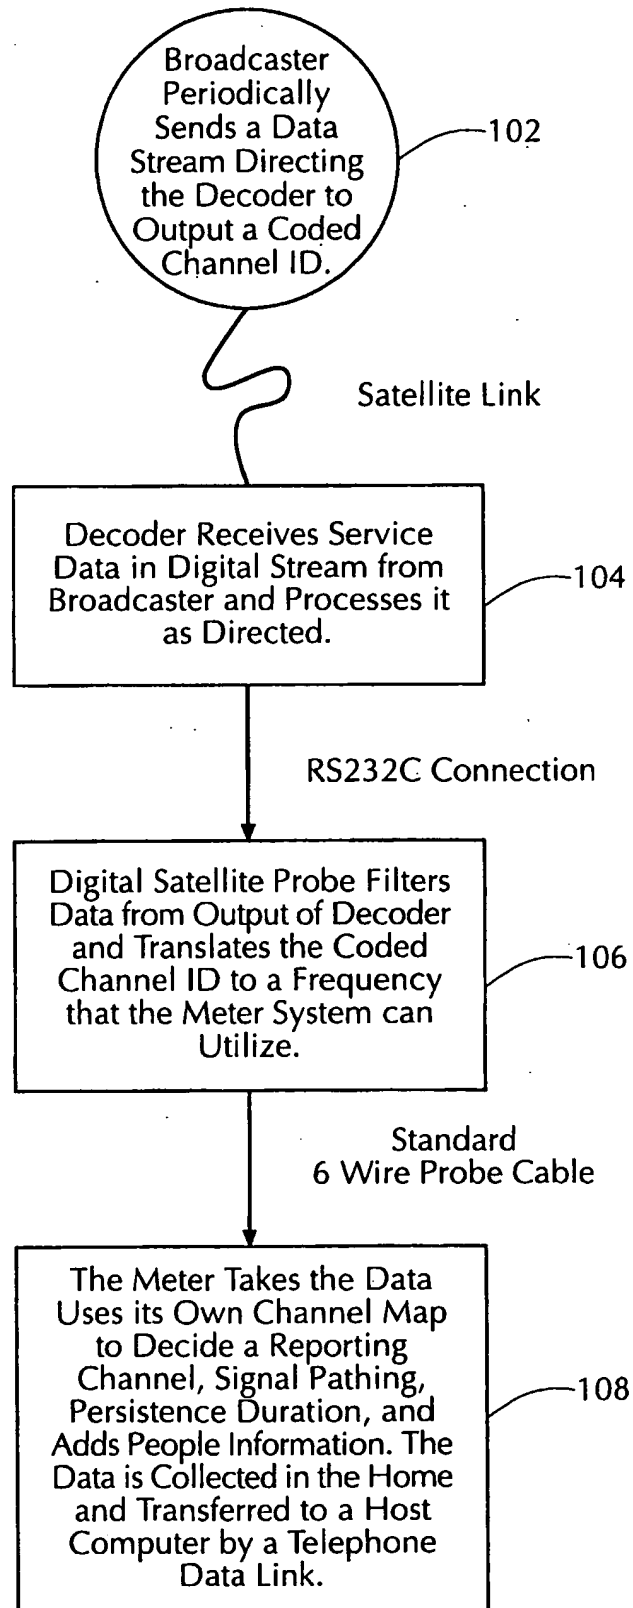 Broadcaster
Periodically
Sends a Data
Stream Directing
the Decoder to
Output a Coded
Channel ID.
102
Satellite Link
Decoder Receives Service
Data in Digital Stream from
Broadcaster and Processes it
as Directed.
104
RS232C Connection
Digital Satellite Probe Filters
Data from Output of Decoder
and Translates the Coded
Channel ID to a Frequency
that the Meter System can
Utilize.
106
Standard
6 Wire Probe Cable
The Meter Takes the Data
Uses its Own Channel Map
to Decide a Reporting
Channel, Signal Pathing,
Persistence Duration, and
Adds People Information. The
Data is Collected in the Home
and Transferred to a Host
Computer by a Telephone
Data Link.
108